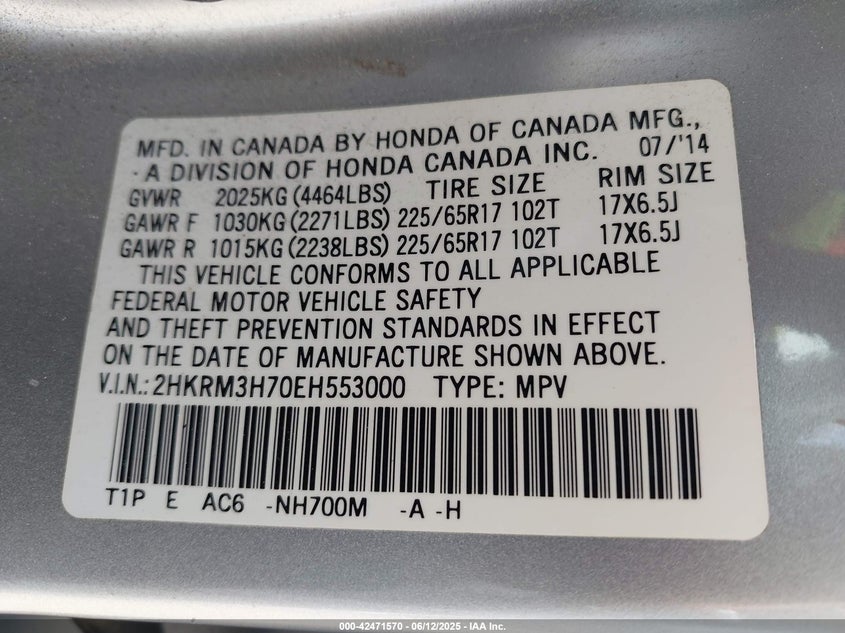 MFD. IN CANADA BY HONDA OF CANADA MFG.,
A DIVISION OF HONDA CANADA INC. 07/'14
GVWR 2025KG (4464LBS) TIRE SIZE RIM SIZE
GAWR F 1030KG (2271LBS) 225/65R17 102T 17X6.5J
GAWR R 1015KG (2238LBS) 225/65R17 102T 17X6.5J
THIS VEHICLE CONFORMS TO ALL APPLICABLE
FEDERAL MOTOR VEHICLE SAFETY
AND THEFT PREVENTION STANDARDS IN EFFECT
ON THE DATE OF MANUFACTURE SHOWN ABOVE.
V.I.N.: 2HKRM3H70EH553000 TYPE: MPV
T1P E AC6 -NH700M -A -H
000-42471570 - 06/12/2025 - IAA Inc.